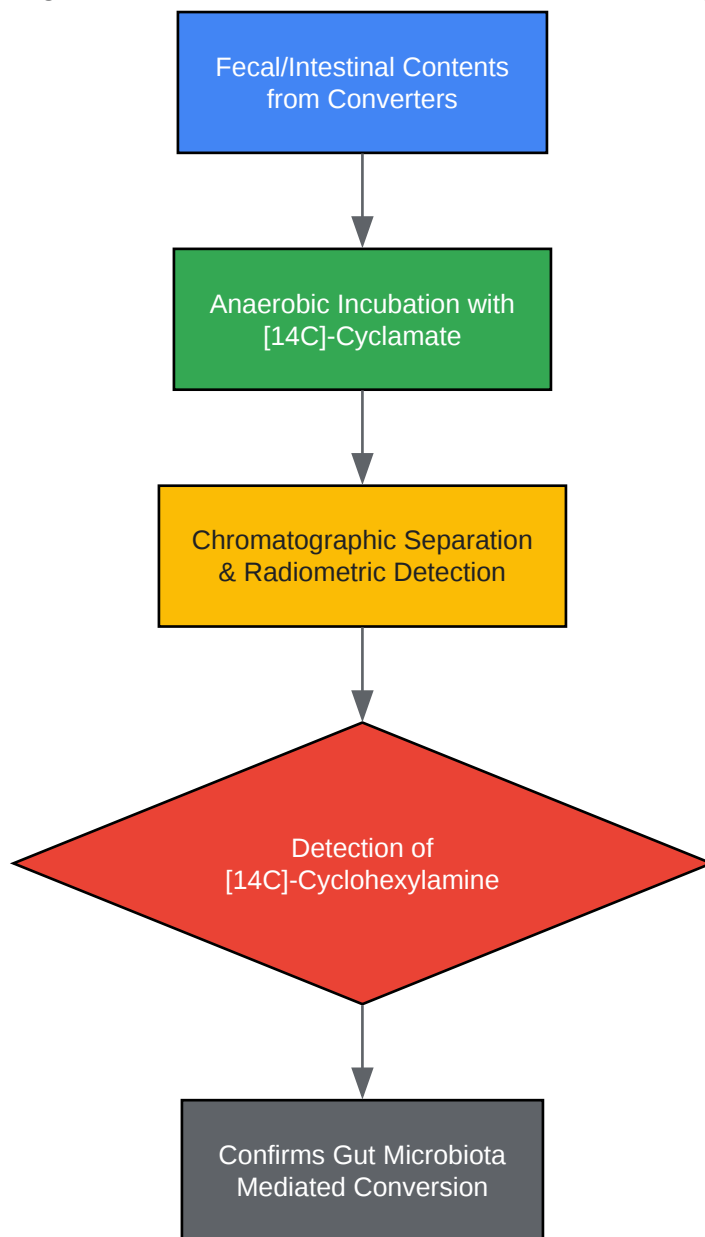 Fecal/Intestinal Contents
from Converters
Anaerobic Incubation with
[14C]-Cyclamate
Chromatographic Separation
& Radiometric Detection
Detection of
[14C]-Cyclohexylamine
Confirms Gut Microbiota
Mediated Conversion